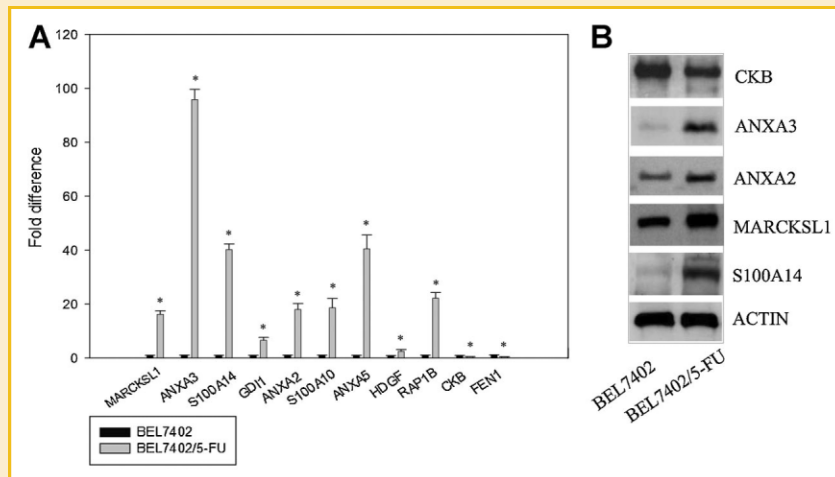 A
120
100
80
60
40
20
0
Fold difference
*
*
*
*
*
*
*
*
*
*
*
MARCKSL1
ANXA3
S100A14
GDI1
ANXA2
S100A10
ANXA5
HDGF
RAP1B
CKB
FEN1
BEL7402
BEL7402/5-FU
B
CKB
ANXA3
ANXA2
MARCKSL1
S100A14
ACTIN
BEL7402
BEL7402/5-FU